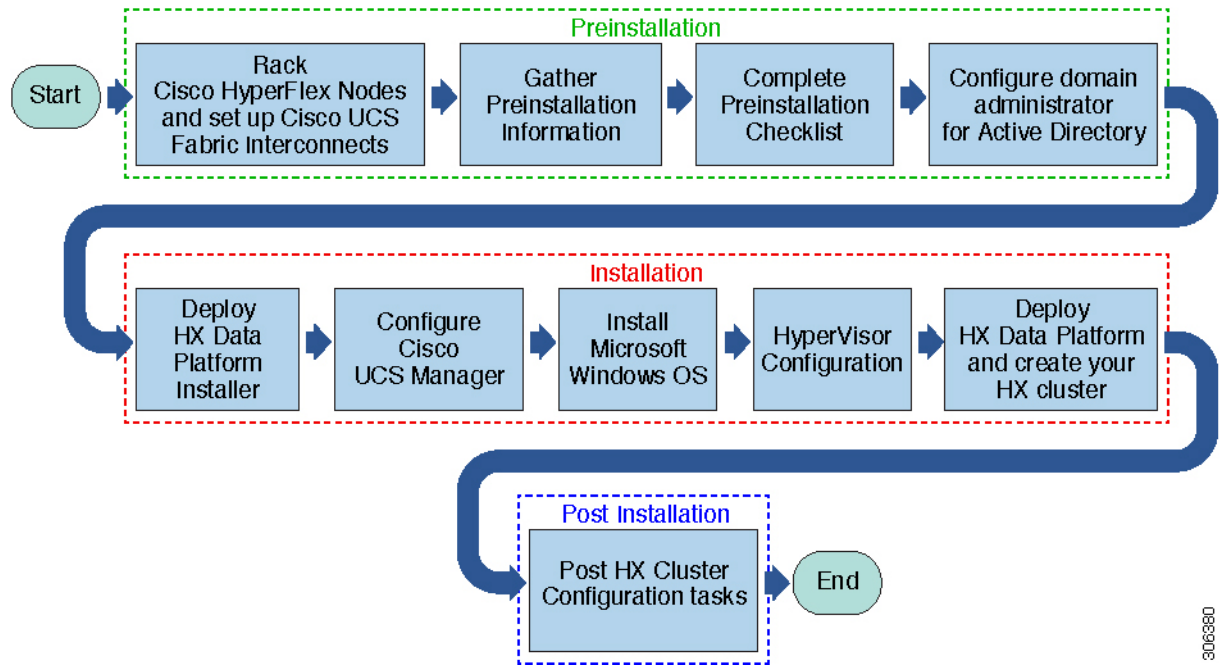 Preinstallation
Start
Rack
Cisco HyperFlex Nodes
and set up Cisco UCS
Fabric Interconnects
Gather
Preinstallation
Information
Complete
Preinstallation
Checklist
Configure domain
administrator
for Active Directory
Installation
Deploy
HX Data
Platform
Installer
Configure
Cisco
UCS Manager
Install
Microsoft
Windows OS
HyperVisor
Configuration
Deploy
HX Data Platform
and create your
HX cluster
Post Installation
Post HX Cluster
Configuration tasks
End
306380